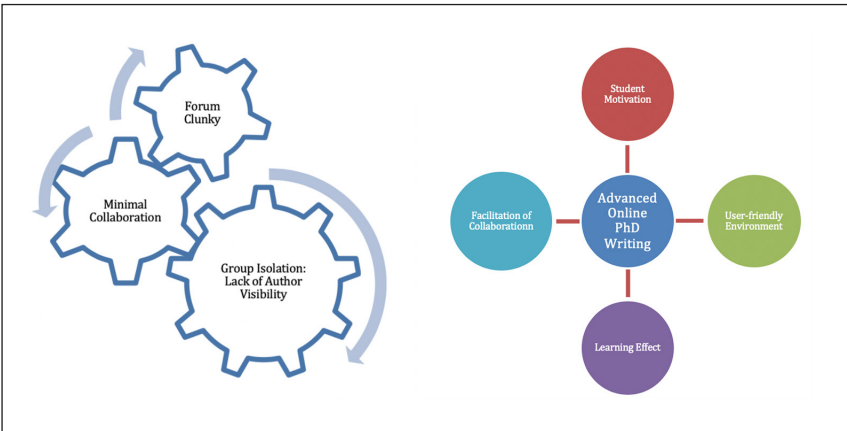 Forum
Clunky
Minimal
Collaboration
Group Isolation:
Lack of Author
Visibility
Student
Motivation
Facilitation of
Collaborationn
Advanced
Online
PhD
Writing
User-friendly
Environment
Learning Effect